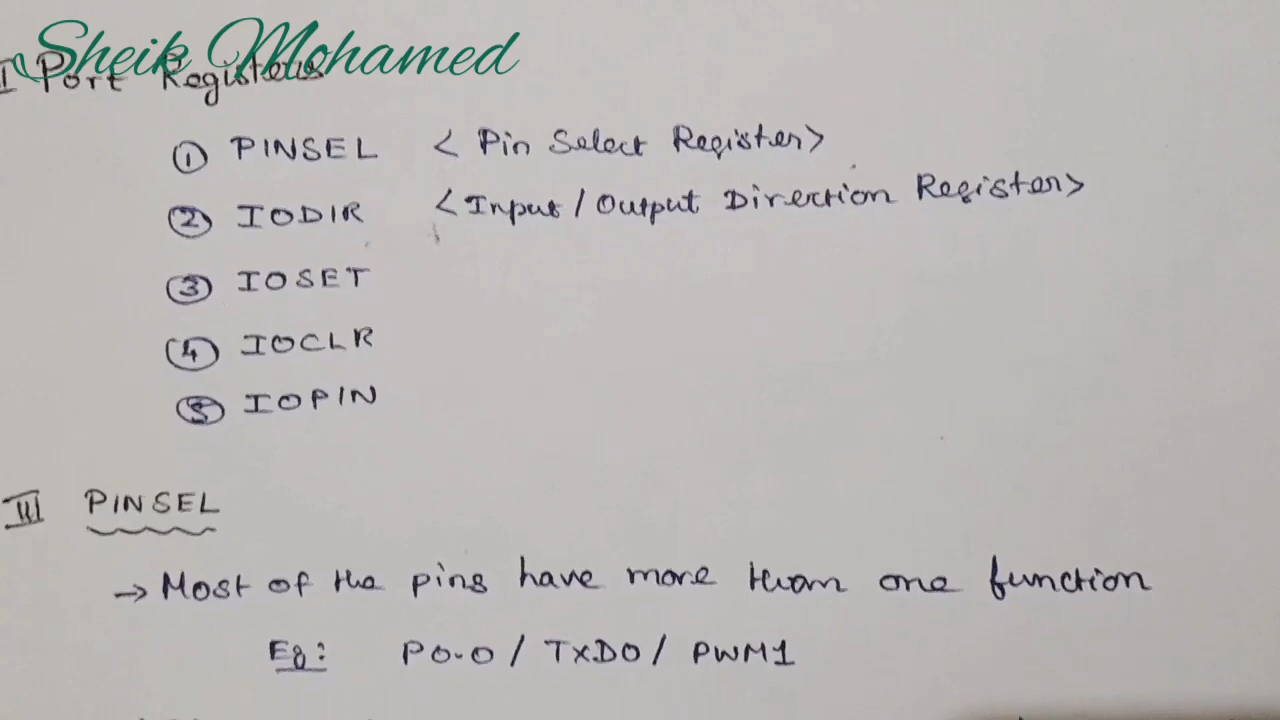 Sheik Mohamed
I Port Registers
① PINSEL < Pin Select Register>
② IODIR <Input / Output Direction Register>
③ IOSET
④ IOCLR
⑤ IOPIN
III PINSEL
→ Most of the pins have more than one function
Eg: P0.0 / TXD0 / PWM1